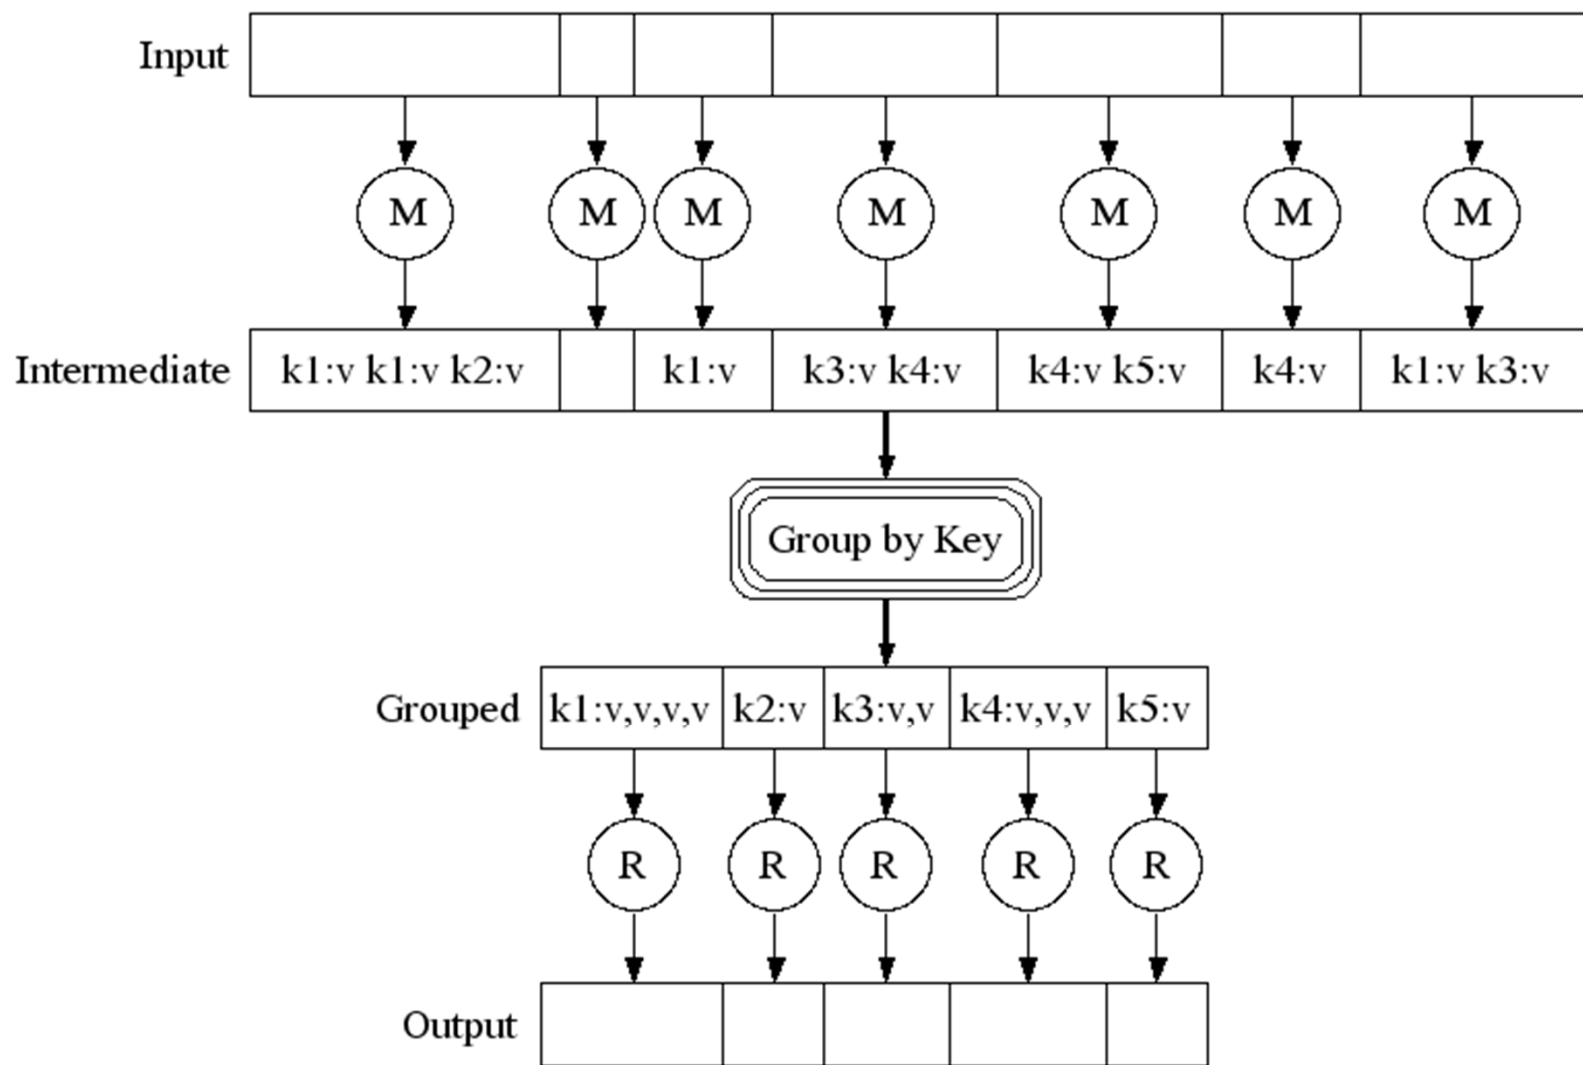 Input
M M M M M M M
Intermediate k1:v k1:v k2:v k1:v k3:v k4:v k4:v k5:v k4:v k1:v k3:v
Group by Key
Grouped k1:v,v,v,v k2:v k3:v,v k4:v,v,v k5:v
R R R R R
Output